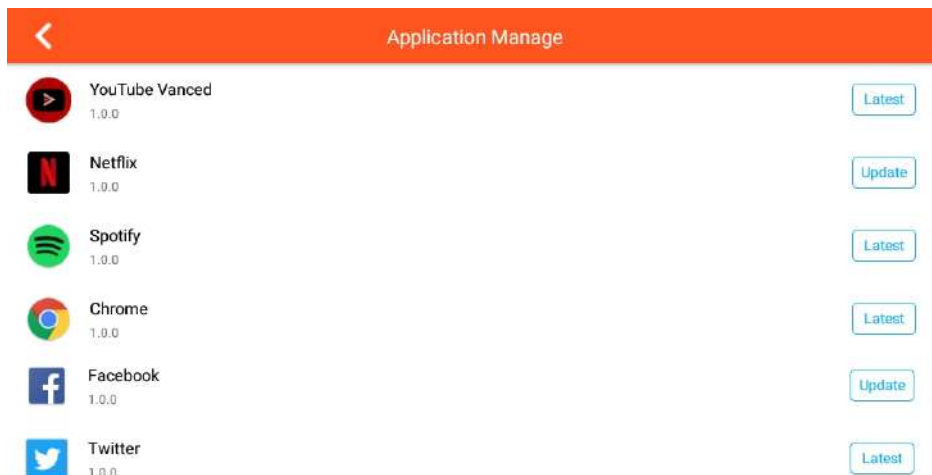 Application Manage
YouTube Vanced
1.0.0
Latest
Netflix
1.0.0
Update
Spotify
1.0.0
Latest
Chrome
1.0.0
Latest
Facebook
1.0.0
Update
Twitter
1.0.0
Latest